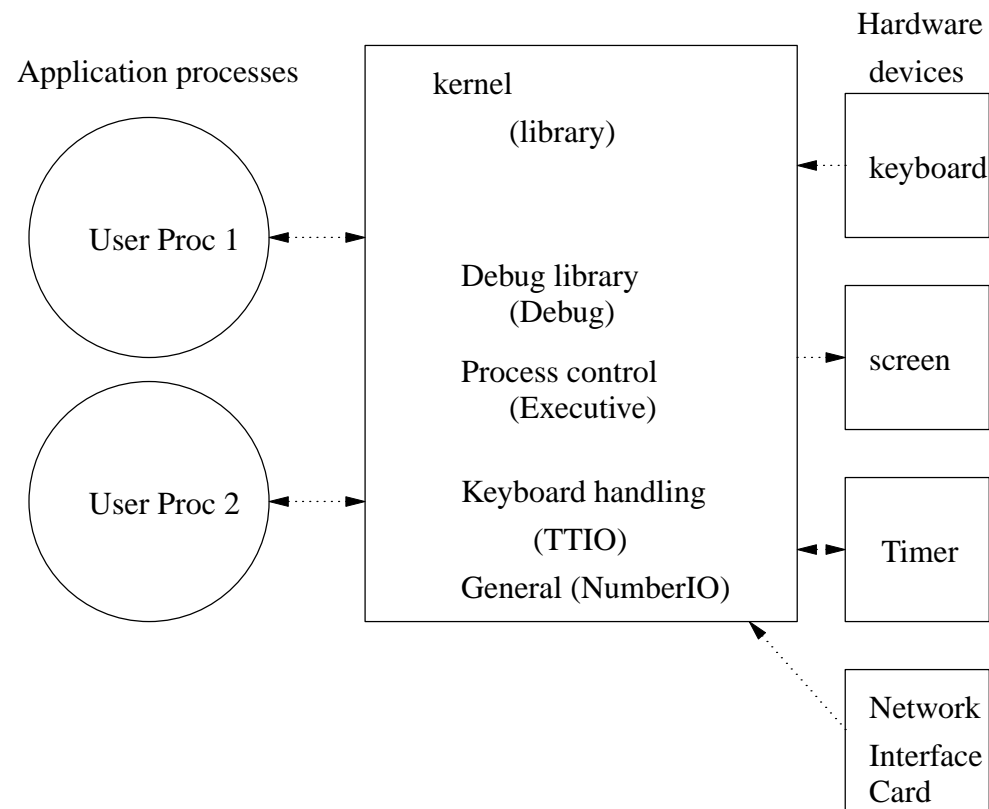 Application processes
User Proc 1
User Proc 2
kernel
(library)
Debug library
(Debug)
Process control
(Executive)
Keyboard handling
(TTIO)
General (NumberIO)
Hardware
devices
keyboard
screen
Timer
Network
Interface
Card